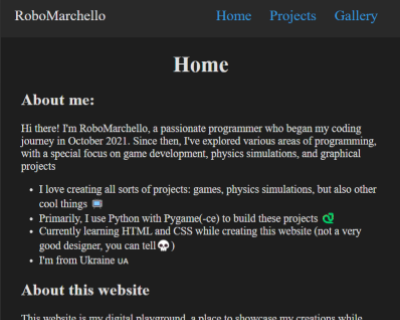 RoboMarchello Home Projects Gallery
Home
About me:
Hi there! I'm RoboMarchello, a passionate programmer who began my coding
journey in October 2021. Since then, I've explored various areas of programming,
with a special focus on game development, physics simulations, and graphical
projects
• I love creating all sorts of projects: games, physics simulations, but also other
cool things 💻
• Primarily, I use Python with Pygame(-ce) to build these projects 🐍
• Currently learning HTML and CSS while creating this website (not a very
good designer, you can tell💀)
• I'm from Ukraine 🇺🇦
About this website
This website is my digital playground, a place to showcase my creations while